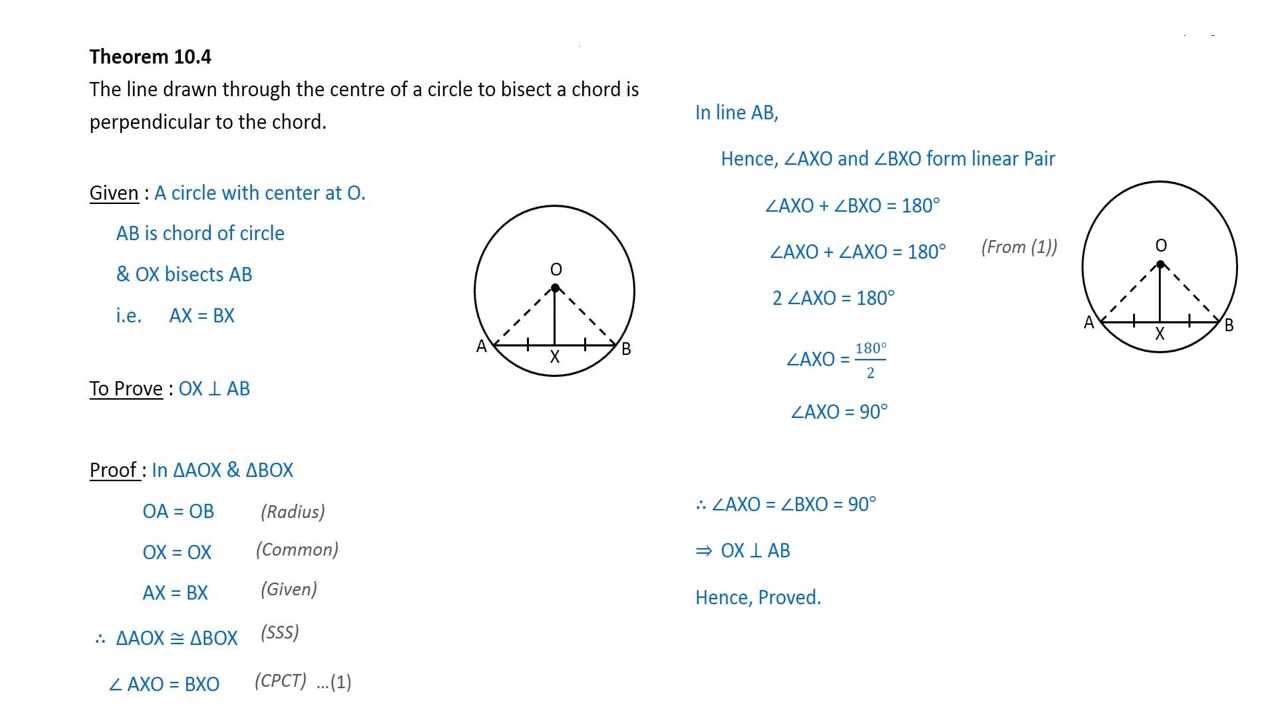 Theorem 10.4
The line drawn through the centre of a circle to bisect a chord is
perpendicular to the chord.
Given : A circle with center at O.
AB is chord of circle
& OX bisects AB
i.e. AX = BX
O
A
X
B
To Prove : OX ⊥ AB
Proof : In ΔAOX & ΔBOX
OA = OB (Radius)
OX = OX (Common)
AX = BX (Given)
∴ ΔAOX ≅ ΔBOX (SSS)
∠ AXO = BXO (CPCT) ...(1)
In line AB,
Hence, ∠AXO and ∠BXO form linear Pair
∠AXO + ∠BXO = 180°
∠AXO + ∠AXO = 180° (From (1))
2 ∠AXO = 180°
∠AXO = 180°/2
∠AXO = 90°
O
A
X
B
∴ ∠AXO = ∠BXO = 90°
⇒ OX ⊥ AB
Hence, Proved.